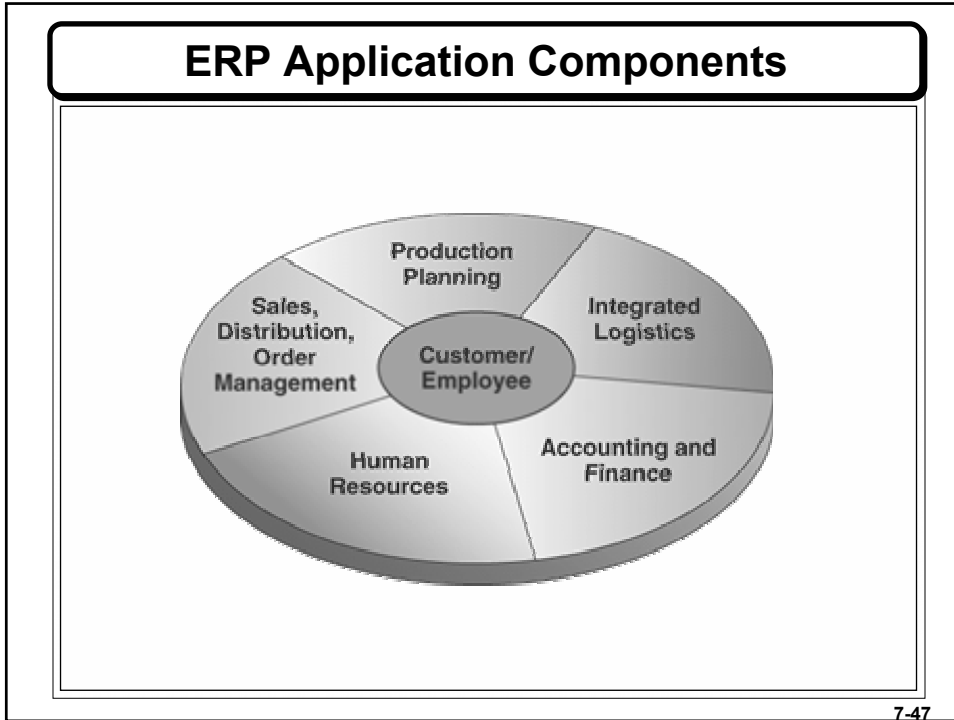 ERP Application Components
Production
Planning
Integrated
Logistics
Sales,
Distribution,
Order
Management
Customer/
Employee
Accounting and
Finance
Human
Resources
7-47